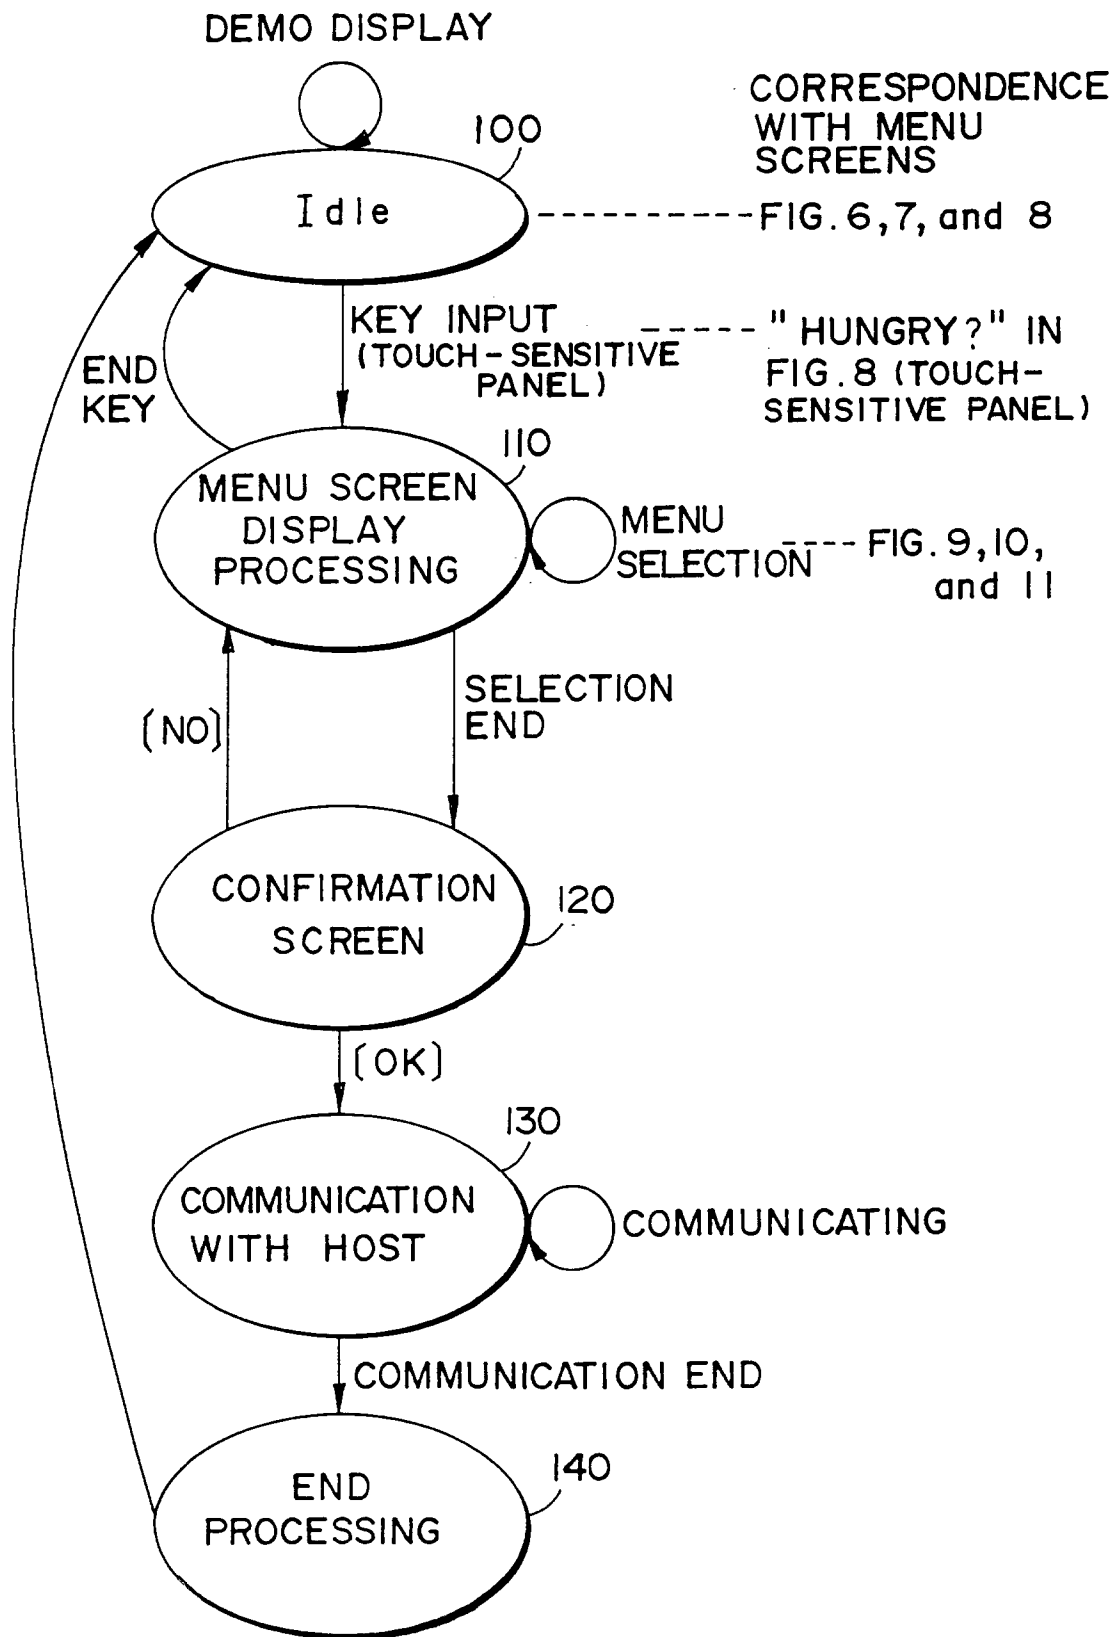 DEMO DISPLAY
CORRESPONDENCE
WITH MENU
SCREENS
100
Idle
FIG. 6, 7, and 8
KEY INPUT
(TOUCH-SENSITIVE
PANEL)
"HUNGRY?" IN
FIG. 8 (TOUCH-
SENSITIVE PANEL)
END
KEY
110
MENU SCREEN
DISPLAY
PROCESSING
MENU
SELECTION
FIG. 9, 10,
and 11
SELECTION
END
[NO]
CONFIRMATION
SCREEN
120
[OK]
130
COMMUNICATION
WITH HOST
COMMUNICATING
COMMUNICATION END
140
END
PROCESSING